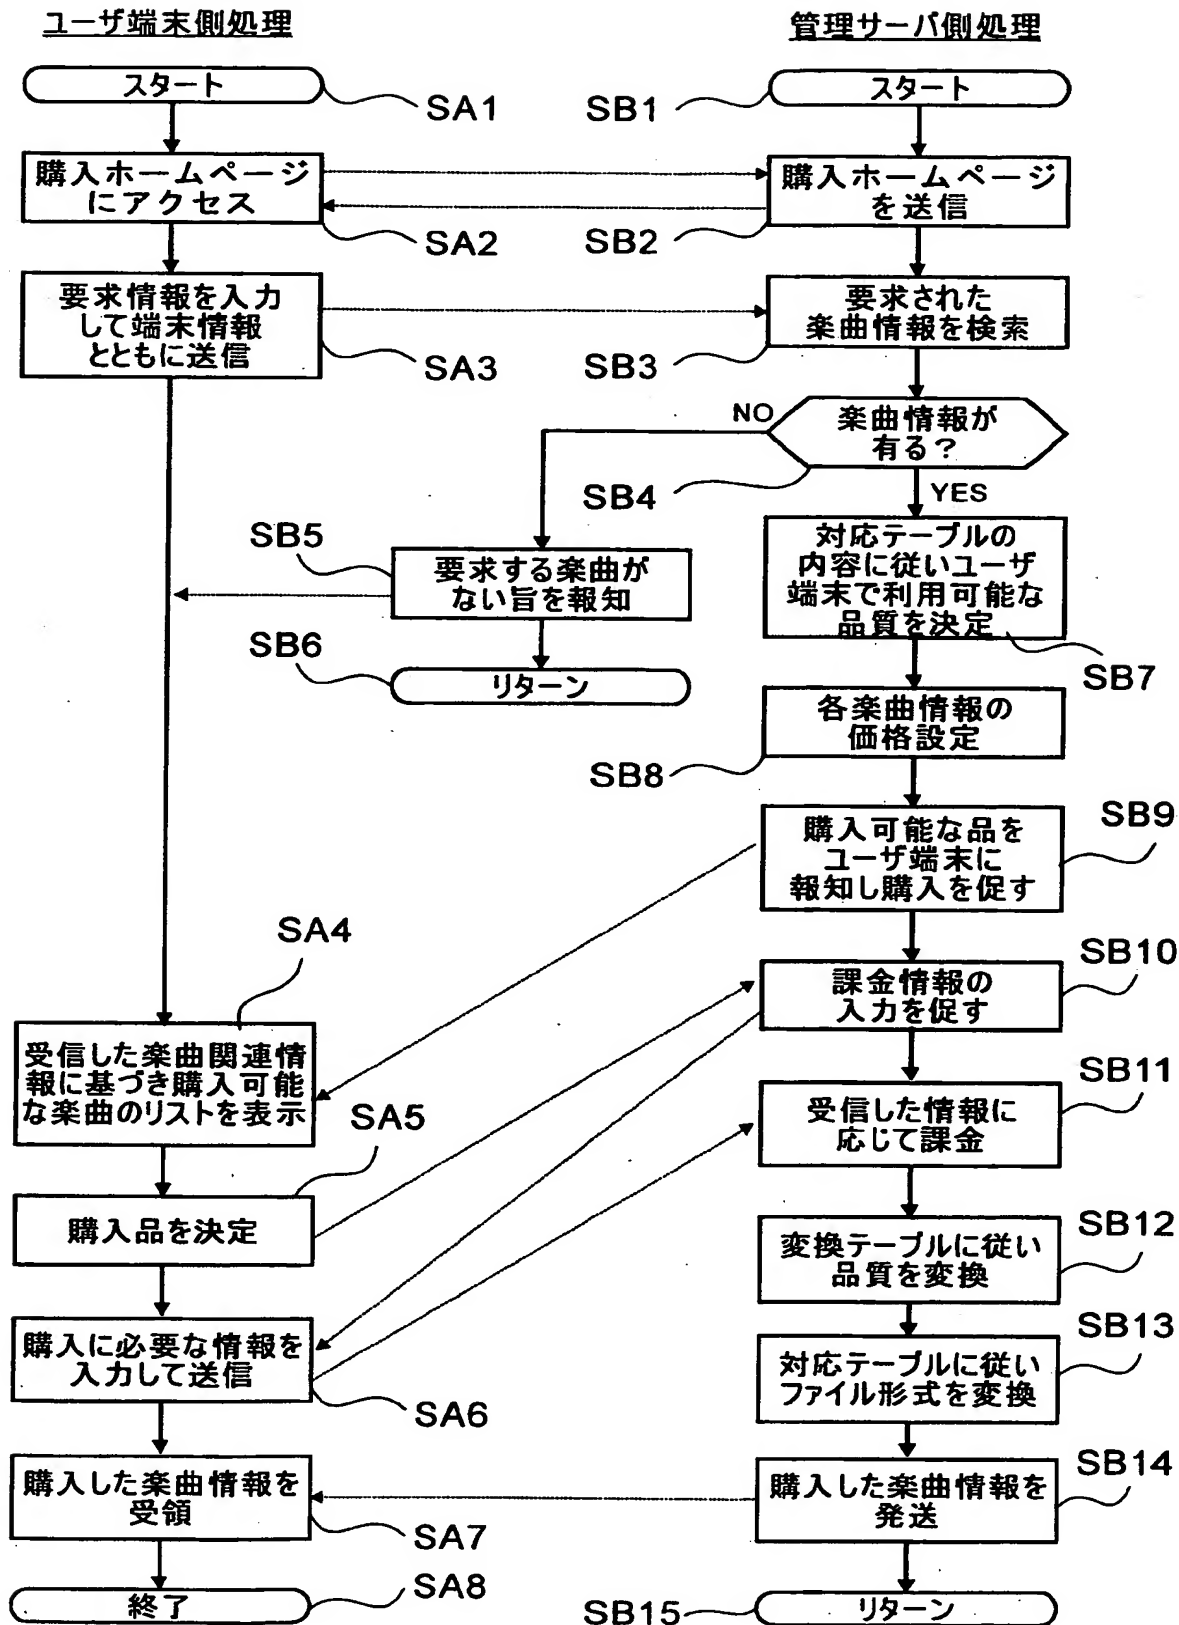 ユーザ端末側処理
スタート
SA1
購入ホームページ
にアクセス
SA2
要求情報を入力
して端末情報
とともに送信
SA3
SA4
受信した楽曲関連情
報に基づき購入可能
な楽曲のリストを表示
SA5
購入品を決定
購入に必要な情報を
入力して送信
SA6
購入した楽曲情報を
受領
SA7
終了
SA8
管理サーバ側処理
スタート
SB1
購入ホームページ
を送信
SB2
要求された
楽曲情報を検索
SB3
楽曲情報が
有る?
SB4
NO
YES
SB5
要求する楽曲が
ない旨を報知
SB6
リターン
対応テーブルの
内容に従いユーザ
端末で利用可能な
品質を決定
SB7
各楽曲情報の
価格設定
SB8
購入可能な品を
ユーザ端末に
報知し購入を促す
SB9
課金情報の
入力を促す
SB10
受信した情報に
応じて課金
SB11
変換テーブルに従い
品質を変換
SB12
対応テーブルに従い
ファイル形式を変換
SB13
購入した楽曲情報を
発送
SB14
リターン
SB15